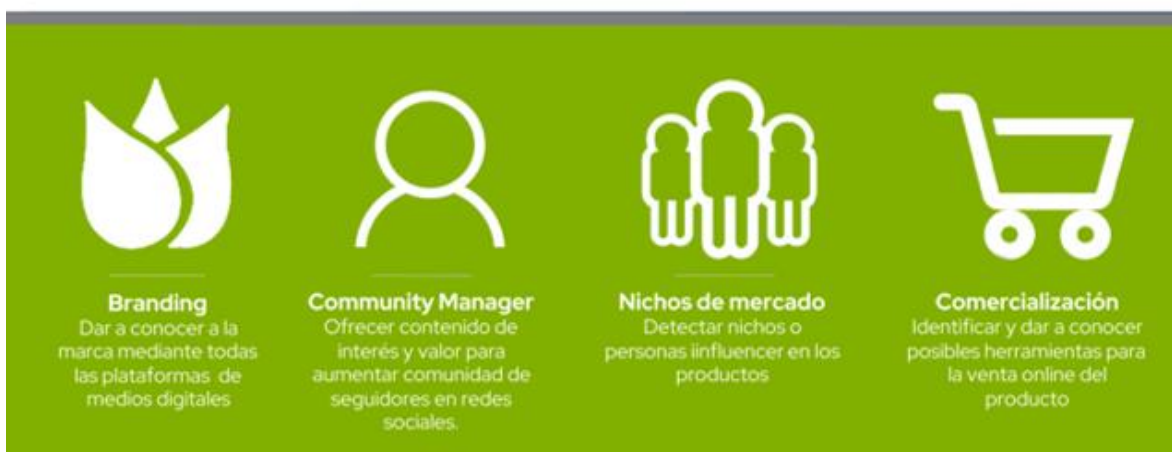 Branding
Dar a conocer a la
marca mediante todas
las plataformas de
medios digitales
Community Manager
Ofrecer contenido de
interés y valor para
aumentar comunidad de
seguidores en redes
sociales.
Nichos de mercado
Detectar nichos o
personas iinfluencer en los
productos
Comercialización
Identificar y dar a conocer
posibles herramientas para
la venta online del
producto